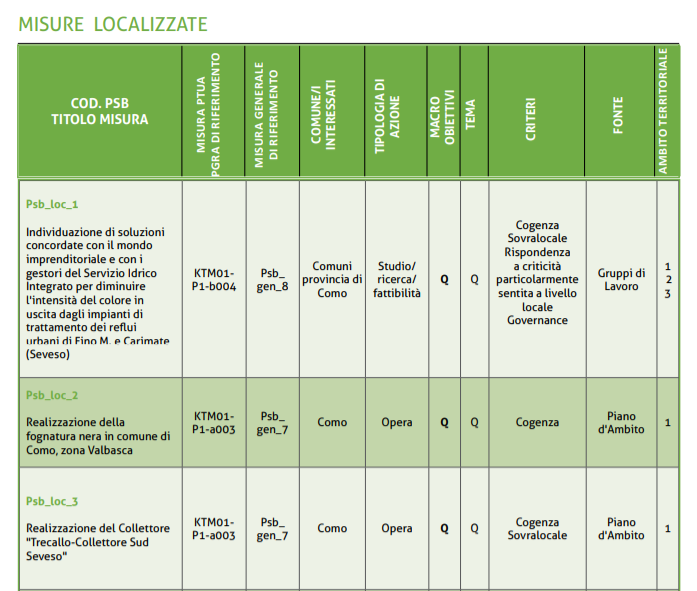 MISURE LOCALIZZATE
COD. PSB
TITOLO MISURA
MISURA PTUA
PGRA DI RIFERIMENTO
MISURA GENERALE
DI RIFERIMENTO
COMUNE/I
INTERESSATI
TIPOLOGIA DI
AZIONE
MACRO
OBIETTIVI
TEMA
CRITERI
FONTE
AMBITO TERRITORIALE
Psb_loc_1
Individuazione di soluzioni
concordate con il mondo
imprenditoriale e con i
gestori del Servizio Idrico
Integrato per diminuire
l'intensità del colore in
uscita dagli impianti di
trattamento dei reflui
urbani di Fino M. e Carimate
(Seveso)
KTM01-
P1-b004
Psb_
gen_8
Comuni
provincia di
Como
Studio/
ricerca/
fattibilità
Q
Q
Cogenza
Sovralocale
Rispondenza
a criticità
particolarmente
sentita a livello
locale
Governance
Gruppi di
Lavoro
1
2
3
Psb_loc_2
Realizzazione della
fognatura nera in comune di
Como, zona Valbasca
KTM01-
P1-a003
Psb_
gen_7
Como
Opera
Q
Q
Cogenza
Piano
d'Ambito
1
Psb_loc_3
Realizzazione del Collettore
"Trecallo-Collettore Sud
Seveso"
KTM01-
P1-a003
Psb_
gen_7
Como
Opera
Q
Q
Cogenza
Sovralocale
Piano
d'Ambito
1